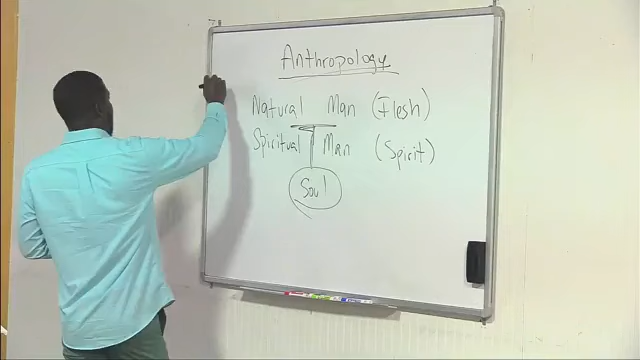 Anthropology
Natural Man (Flesh)
Spiritual Man (Spirit)
Soul